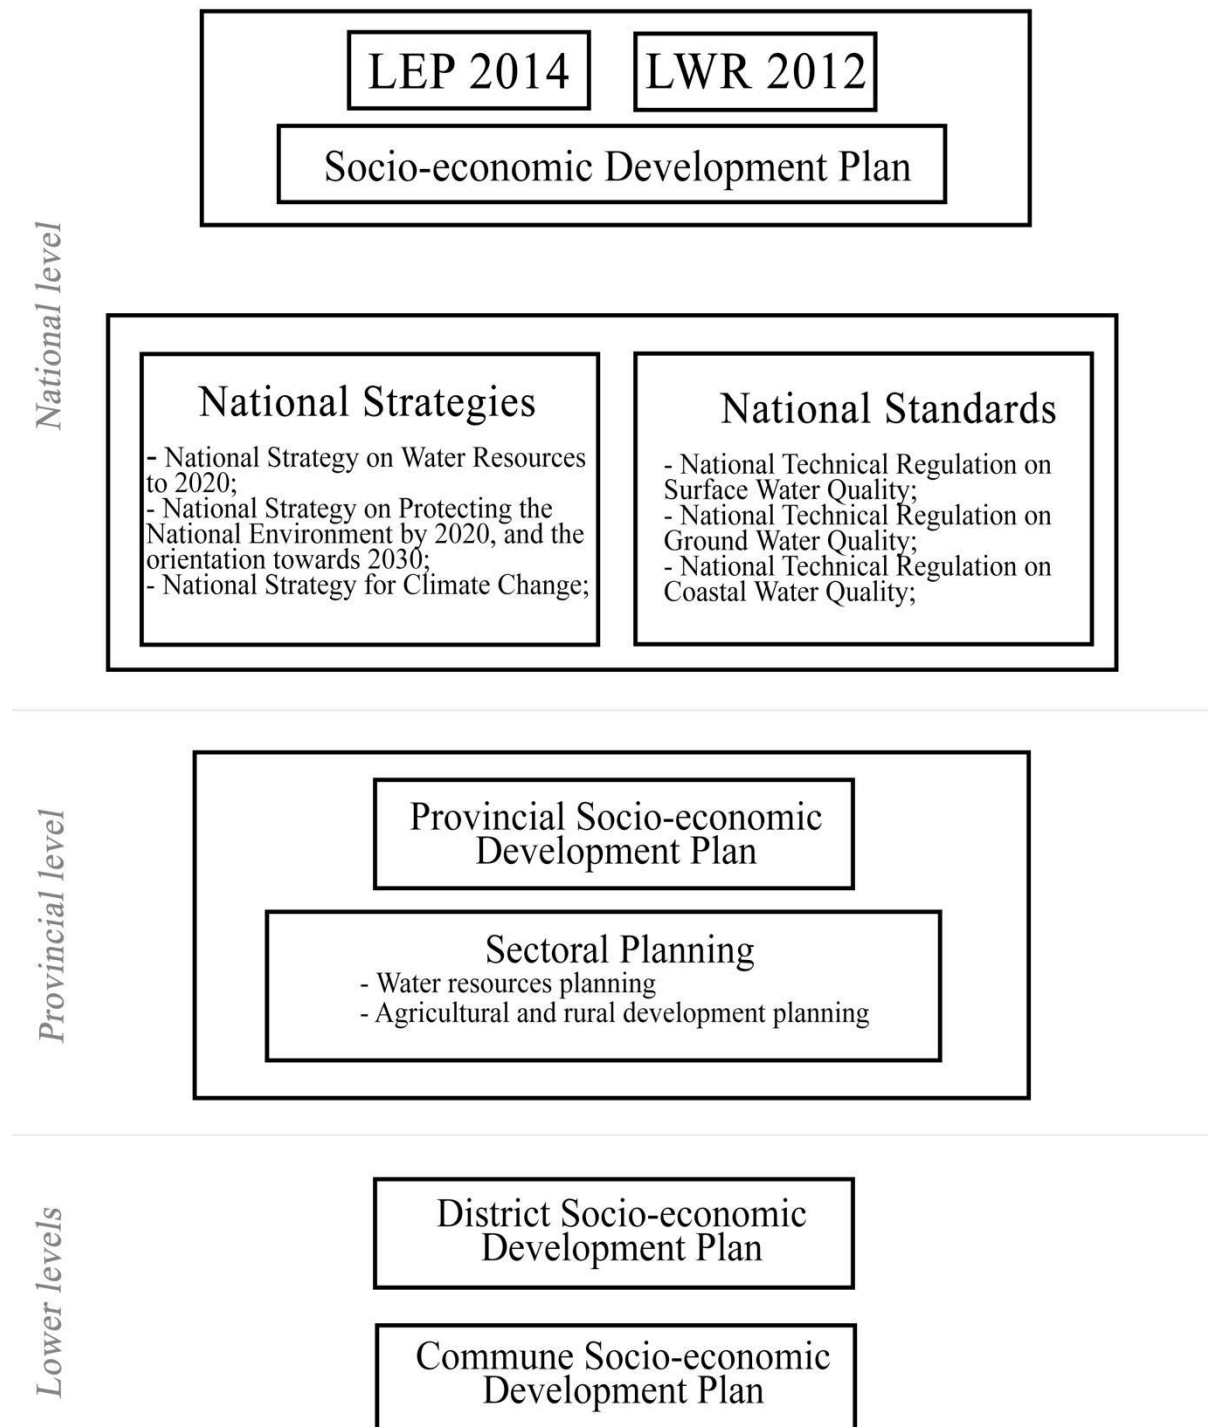 LEP 2014
LWR 2012
Socio-economic Development Plan
National level
National Strategies
- National Strategy on Water Resources
to 2020;
- National Strategy on Protecting the
National Environment by 2020, and the
orientation towards 2030;
- National Strategy for Climate Change;
National Standards
- National Technical Regulation on
Surface Water Quality;
- National Technical Regulation on
Ground Water Quality;
- National Technical Regulation on
Coastal Water Quality;
Provincial level
Provincial Socio-economic
Development Plan
Sectoral Planning
- Water resources planning
- Agricultural and rural development planning
Lower levels
District Socio-economic
Development Plan
Commune Socio-economic
Development Plan